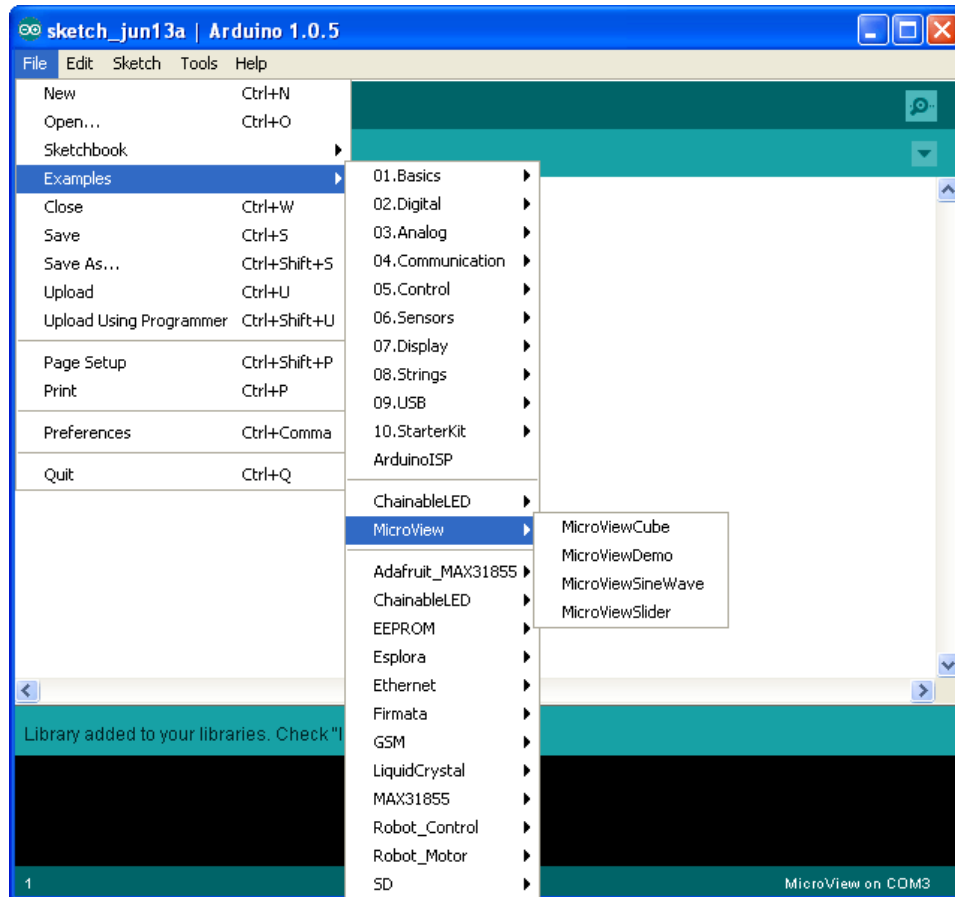 sketch_jun13a | Arduino 1.0.5
File Edit Sketch Tools Help
New Ctrl+N
Open... Ctrl+O
Sketchbook
Examples
Close Ctrl+W
Save Ctrl+S
Save As... Ctrl+Shift+S
Upload Ctrl+U
Upload Using Programmer Ctrl+Shift+U
Page Setup Ctrl+Shift+P
Print Ctrl+P
Preferences Ctrl+Comma
Quit Ctrl+Q
01.Basics
02.Digital
03.Analog
04.Communication
05.Control
06.Sensors
07.Display
08.Strings
09.USB
10.StarterKit
ArduinoISP
ChainableLED
MicroView
Adafruit_MAX31855
ChainableLED
EEPROM
Esplora
Ethernet
Firmata
GSM
LiquidCrystal
MAX31855
Robot_Control
Robot_Motor
SD
MicroViewCube
MicroViewDemo
MicroViewSineWave
MicroViewSlider
Library added to your libraries. Check "I
1 MicroView on COM3